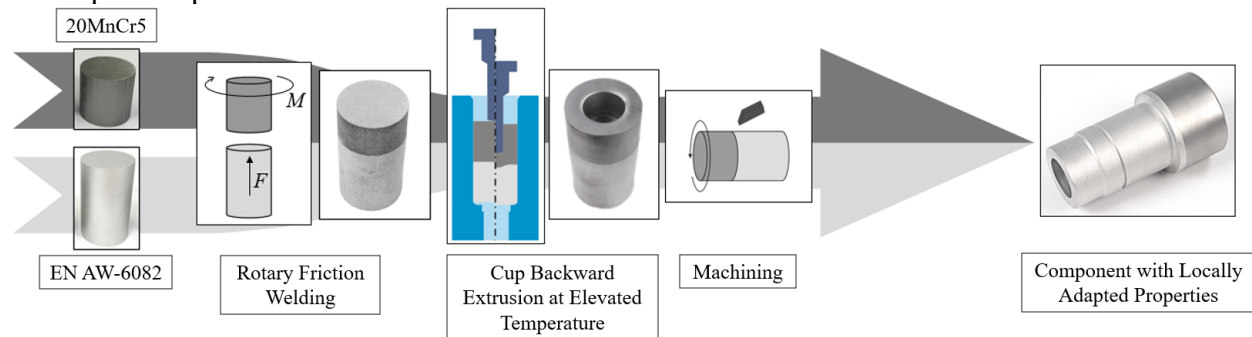 20MnCr5
EN AW-6082
M
F
Rotary Friction
Welding
Cup Backward
Extrusion at Elevated
Temperature
Machining
Component with Locally
Adapted Properties